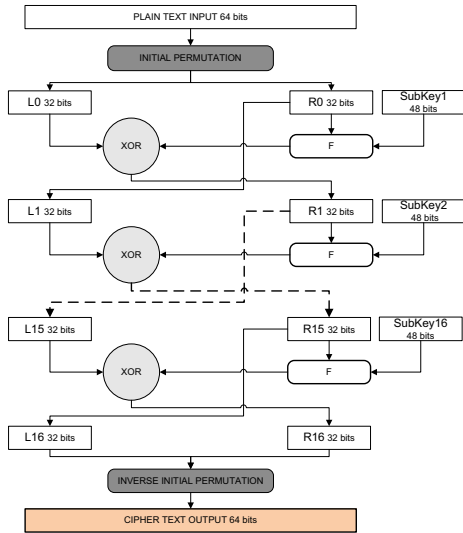 PLAIN TEXT INPUT 64 bits
INITIAL PERMUTATION
L0 32 bits
R0 32 bits
SubKey1
48 bits
XOR
F
L1 32 bits
R1 32 bits
SubKey2
48 bits
XOR
F
L15 32 bits
R15 32 bits
SubKey16
48 bits
XOR
F
L16 32 bits
R16 32 bits
INVERSE INITIAL PERMUTATION
CIPHER TEXT OUTPUT 64 bits